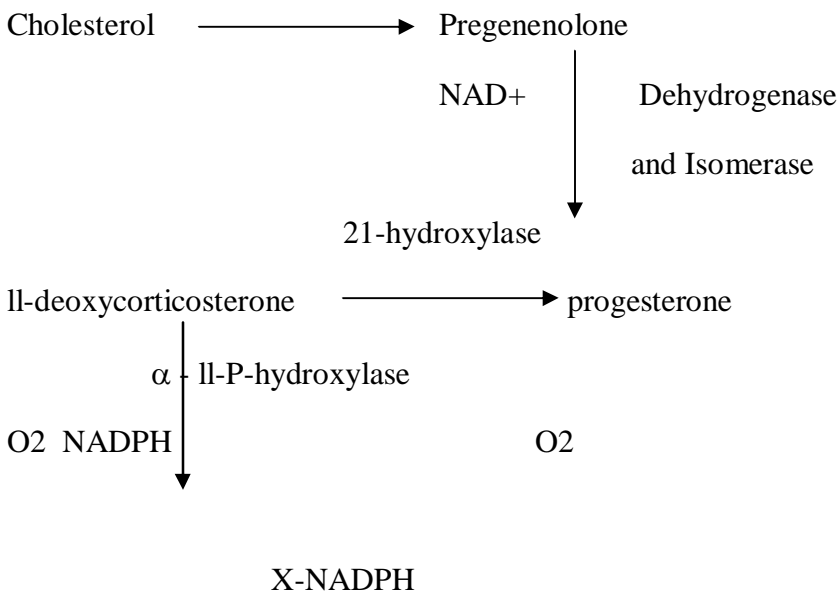 Cholesterol Pregenenolone
NAD+ Dehydrogenase
and Isomerase
21-hydroxylase
ll-deoxycorticosterone progesterone
α - ll-P-hydroxylase
O2 NADPH O2
X-NADPH